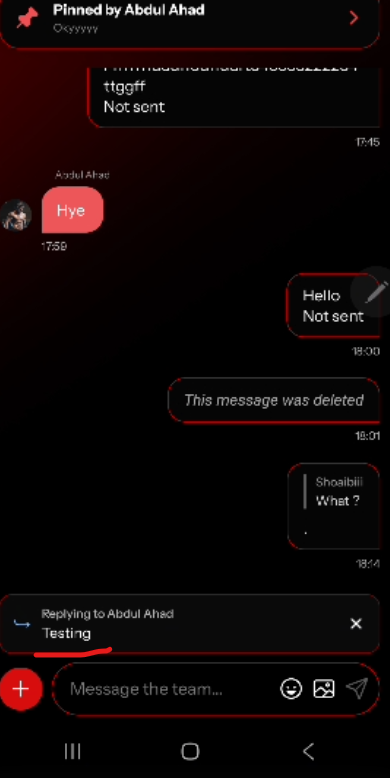 Pinned by Abdul Ahad
Okyyyyy
ttggff
Not sent
17:45
Abdul Ahad
Hye
17:59
Hello
Not sent
18:00
This message was deleted
18:01
Shoaibiii
What ?
.
18:14
Replying to Abdul Ahad
Testing
Message the team...